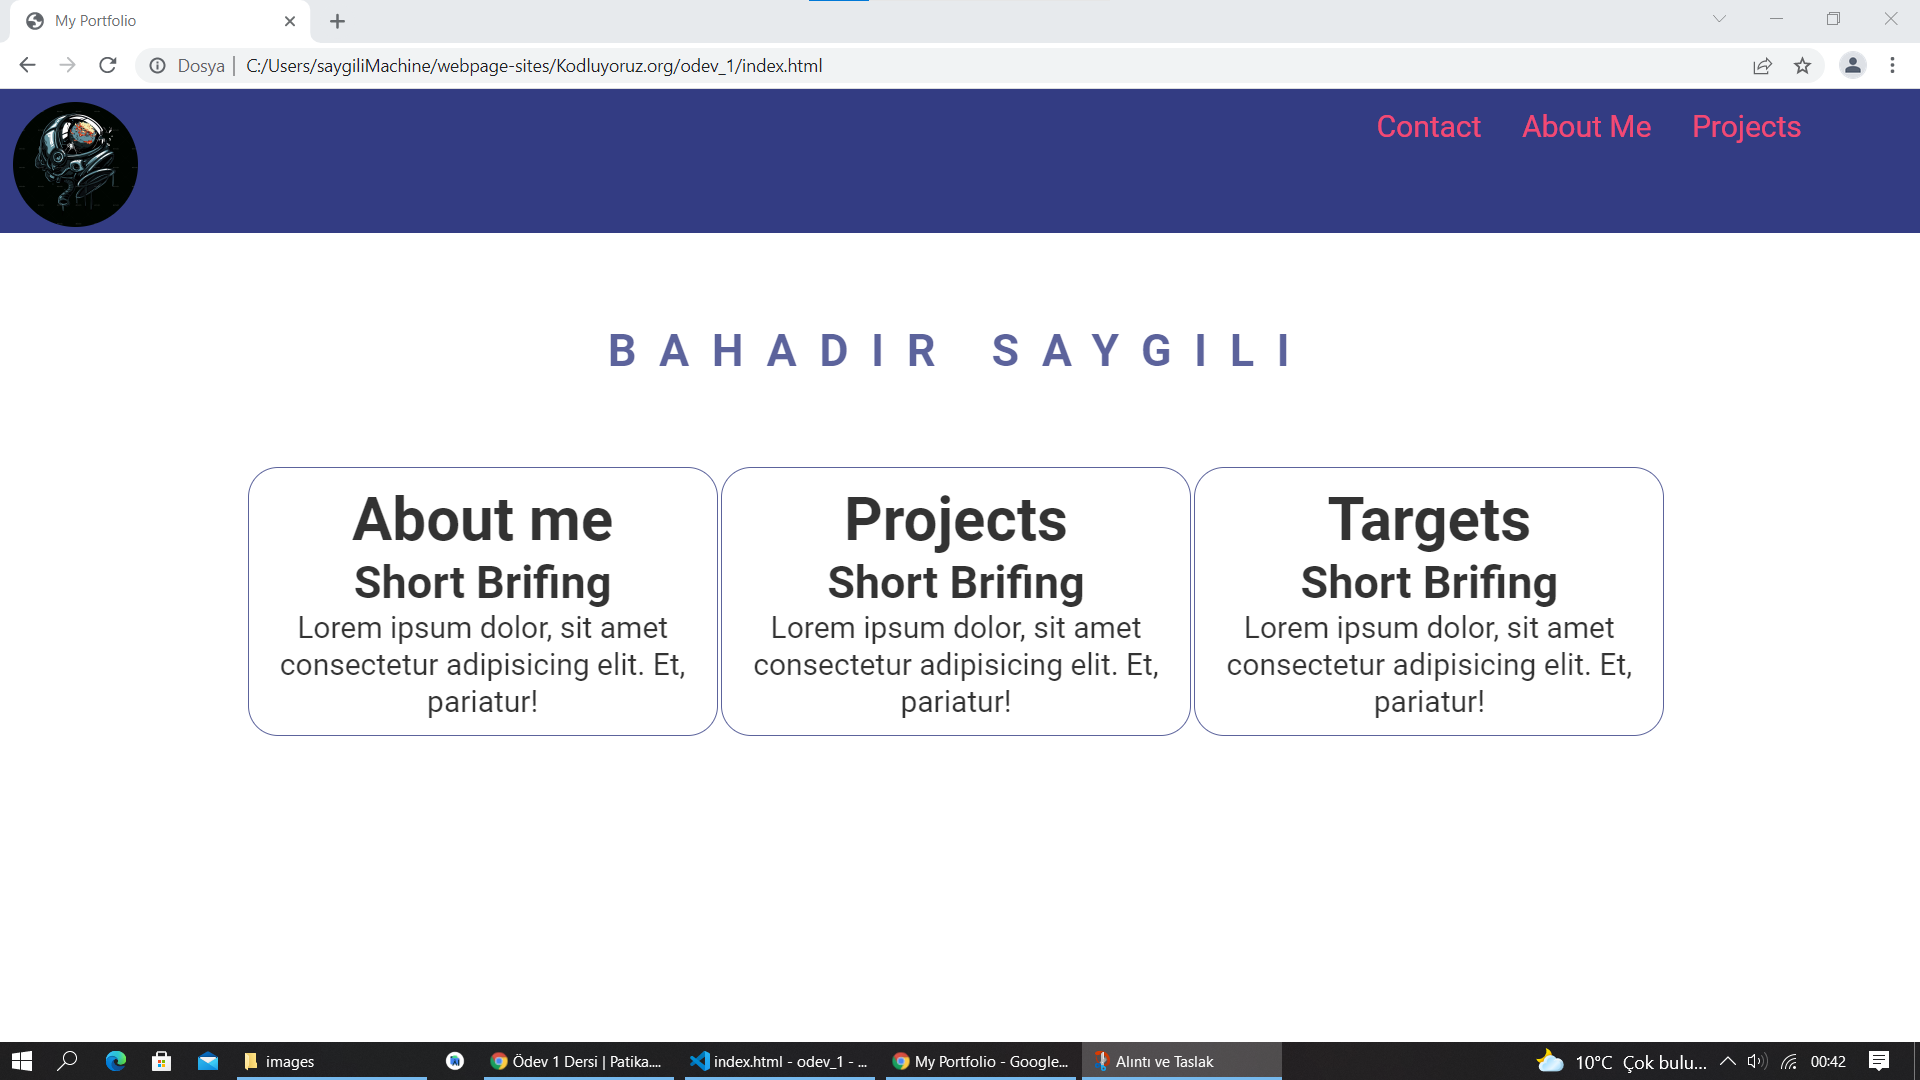 My Portfolio
Dosya | C:/Users/saygiliMachine/webpage-sites/Kodluyoruz.org/odev_1/index.html
Contact About Me Projects
BAHADIR SAYGILI
About me
Short Brifing
Lorem ipsum dolor, sit amet
consectetur adipisicing elit. Et,
pariatur!
Projects
Short Brifing
Lorem ipsum dolor, sit amet
consectetur adipisicing elit. Et,
pariatur!
Targets
Short Brifing
Lorem ipsum dolor, sit amet
consectetur adipisicing elit. Et,
pariatur!
images Ödev 1 Dersi | Patika.... index.html - odev_1 - ... My Portfolio - Google... Alıntı ve Taslak 10°C Çok bulu... 00:42